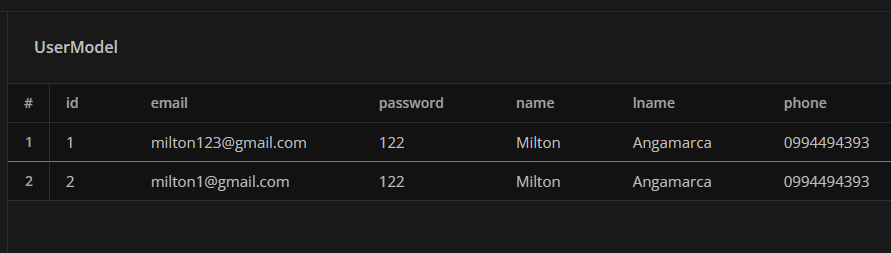 UserModel
# id email password name lname phone
1 1 milton123@gmail.com 122 Milton Angamarca 0994494393
2 2 milton1@gmail.com 122 Milton Angamarca 0994494393